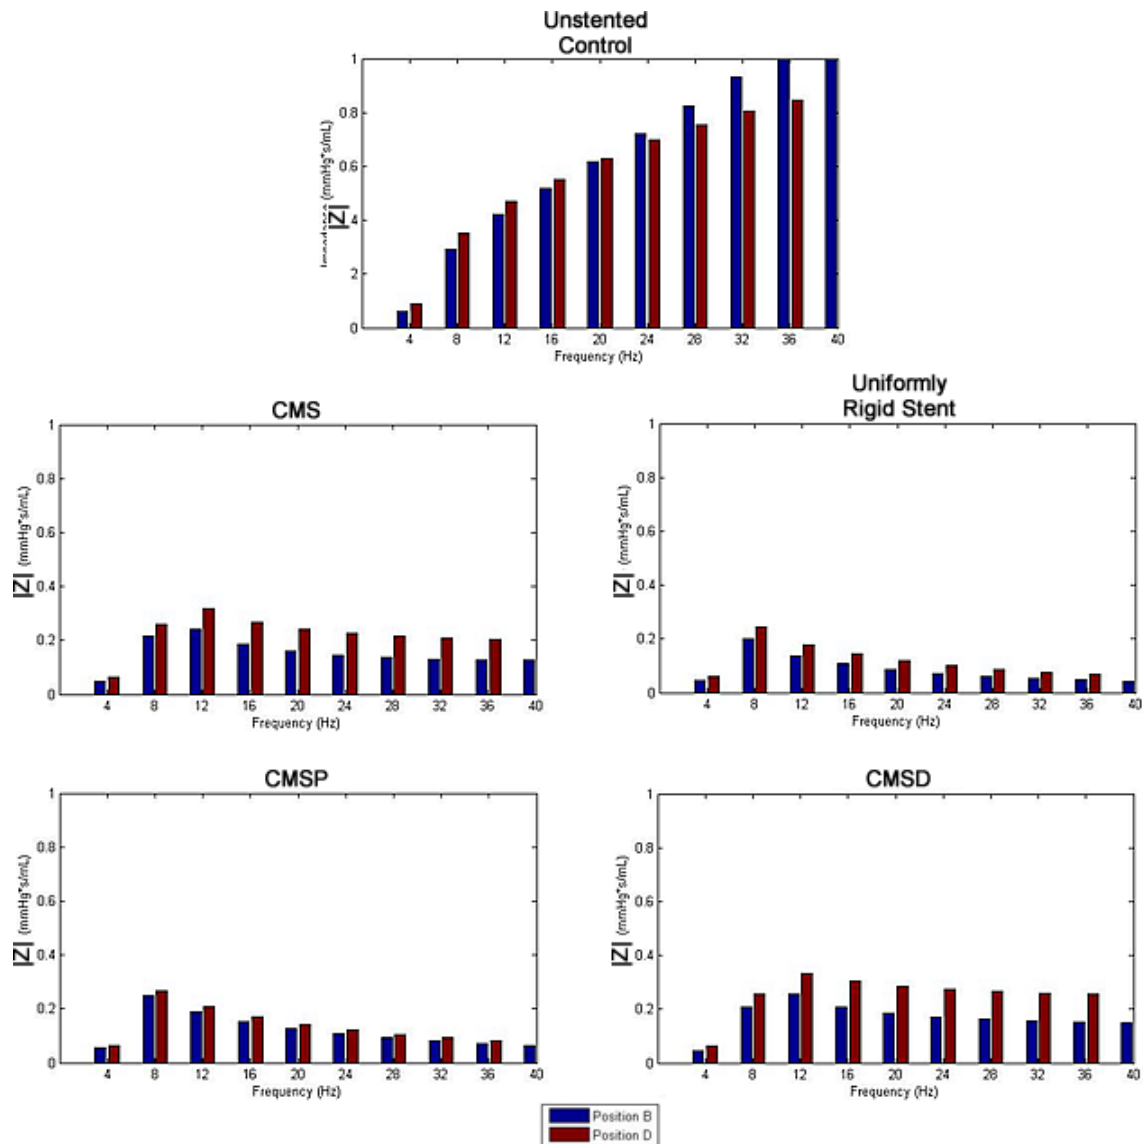 Unstented
Control
1
0.8
0.6
4
2
0
|Z| (mmHg*s/mL)
4 8 12 16 20 24 28 32 36 40
Frequency (Hz)
CMS
1
0.8
0.6
0.4
0.2
0
|Z| (mmHg*s/mL)
4 8 12 16 20 24 28 32 36 40
Frequency (Hz)
Uniformly
Rigid Stent
1
0.8
0.6
0.4
0.2
0
|Z| (mmHg*s/mL)
4 8 12 16 20 24 28 32 36 40
Frequency (Hz)
CMSP
1
0.8
0.6
0.4
0.2
0
|Z| (mmHg*s/mL)
4 8 12 16 20 24 28 32 36 40
Frequency (Hz)
CMSD
1
0.8
0.6
0.4
0.2
0
|Z| (mmHg*s/mL)
4 8 12 16 20 24 28 32 36 40
Frequency (Hz)
Position B
Position D